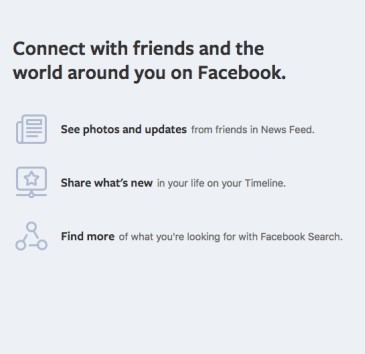 Connect with friends and the
world around you on Facebook.
See photos and updates from friends in News Feed.
Share what's new in your life on your Timeline.
Find more of what you're looking for with Facebook Search.